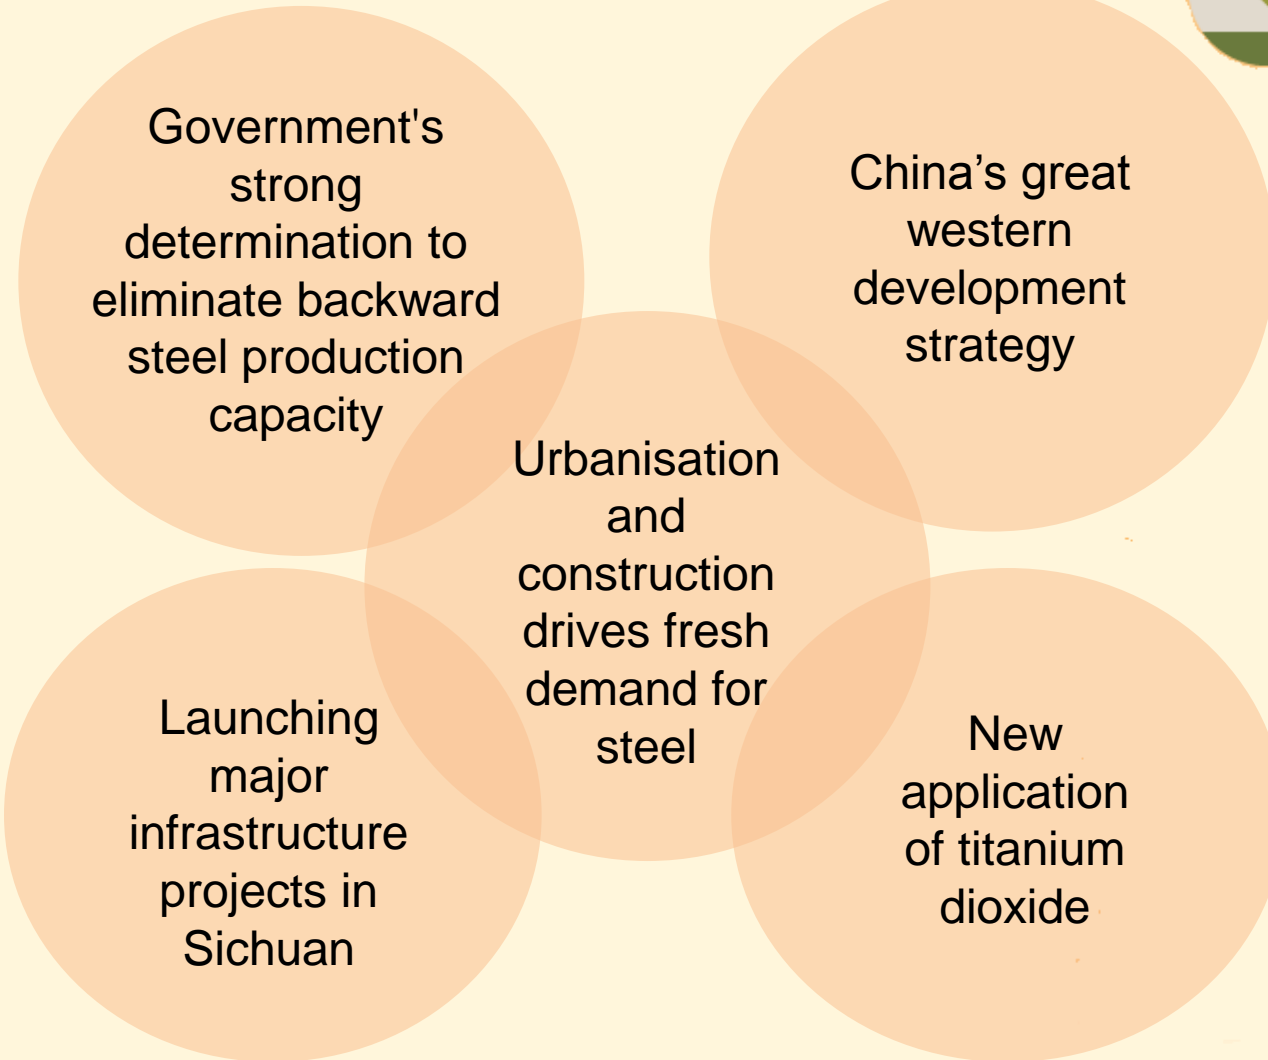 Government's
strong
determination to
eliminate backward
steel production
capacity
China’s great
western
development
strategy
Urbanisation
and
construction
drives fresh
demand for
steel
Launching
major
infrastructure
projects in
Sichuan
New
application
of titanium
dioxide